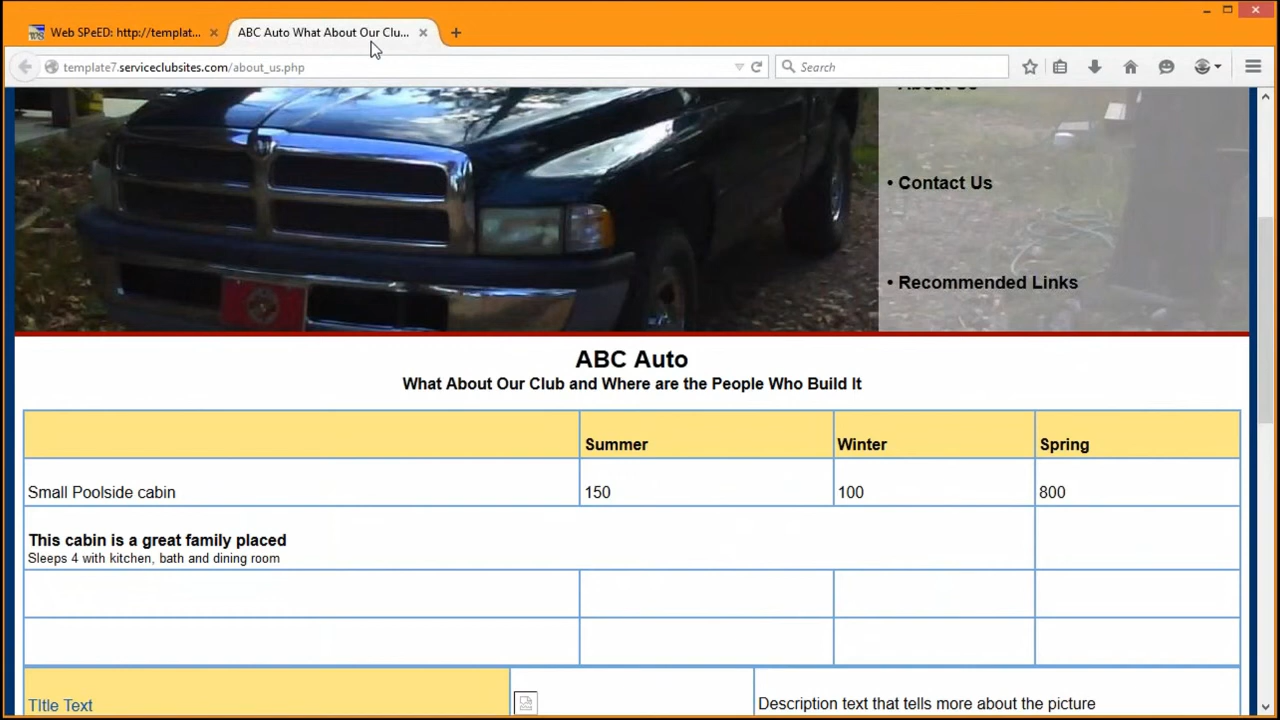 Web SPeED: http://templat...
ABC Auto What About Our Clu...
template7.serviceclubsites.com/about_us.php
Search
• Contact Us
• Recommended Links
ABC Auto
What About Our Club and Where are the People Who Build It
Summer Winter Spring
Small Poolside cabin 150 100 800
This cabin is a great family placed
Sleeps 4 with kitchen, bath and dining room
TItle Text
Description text that tells more about the picture